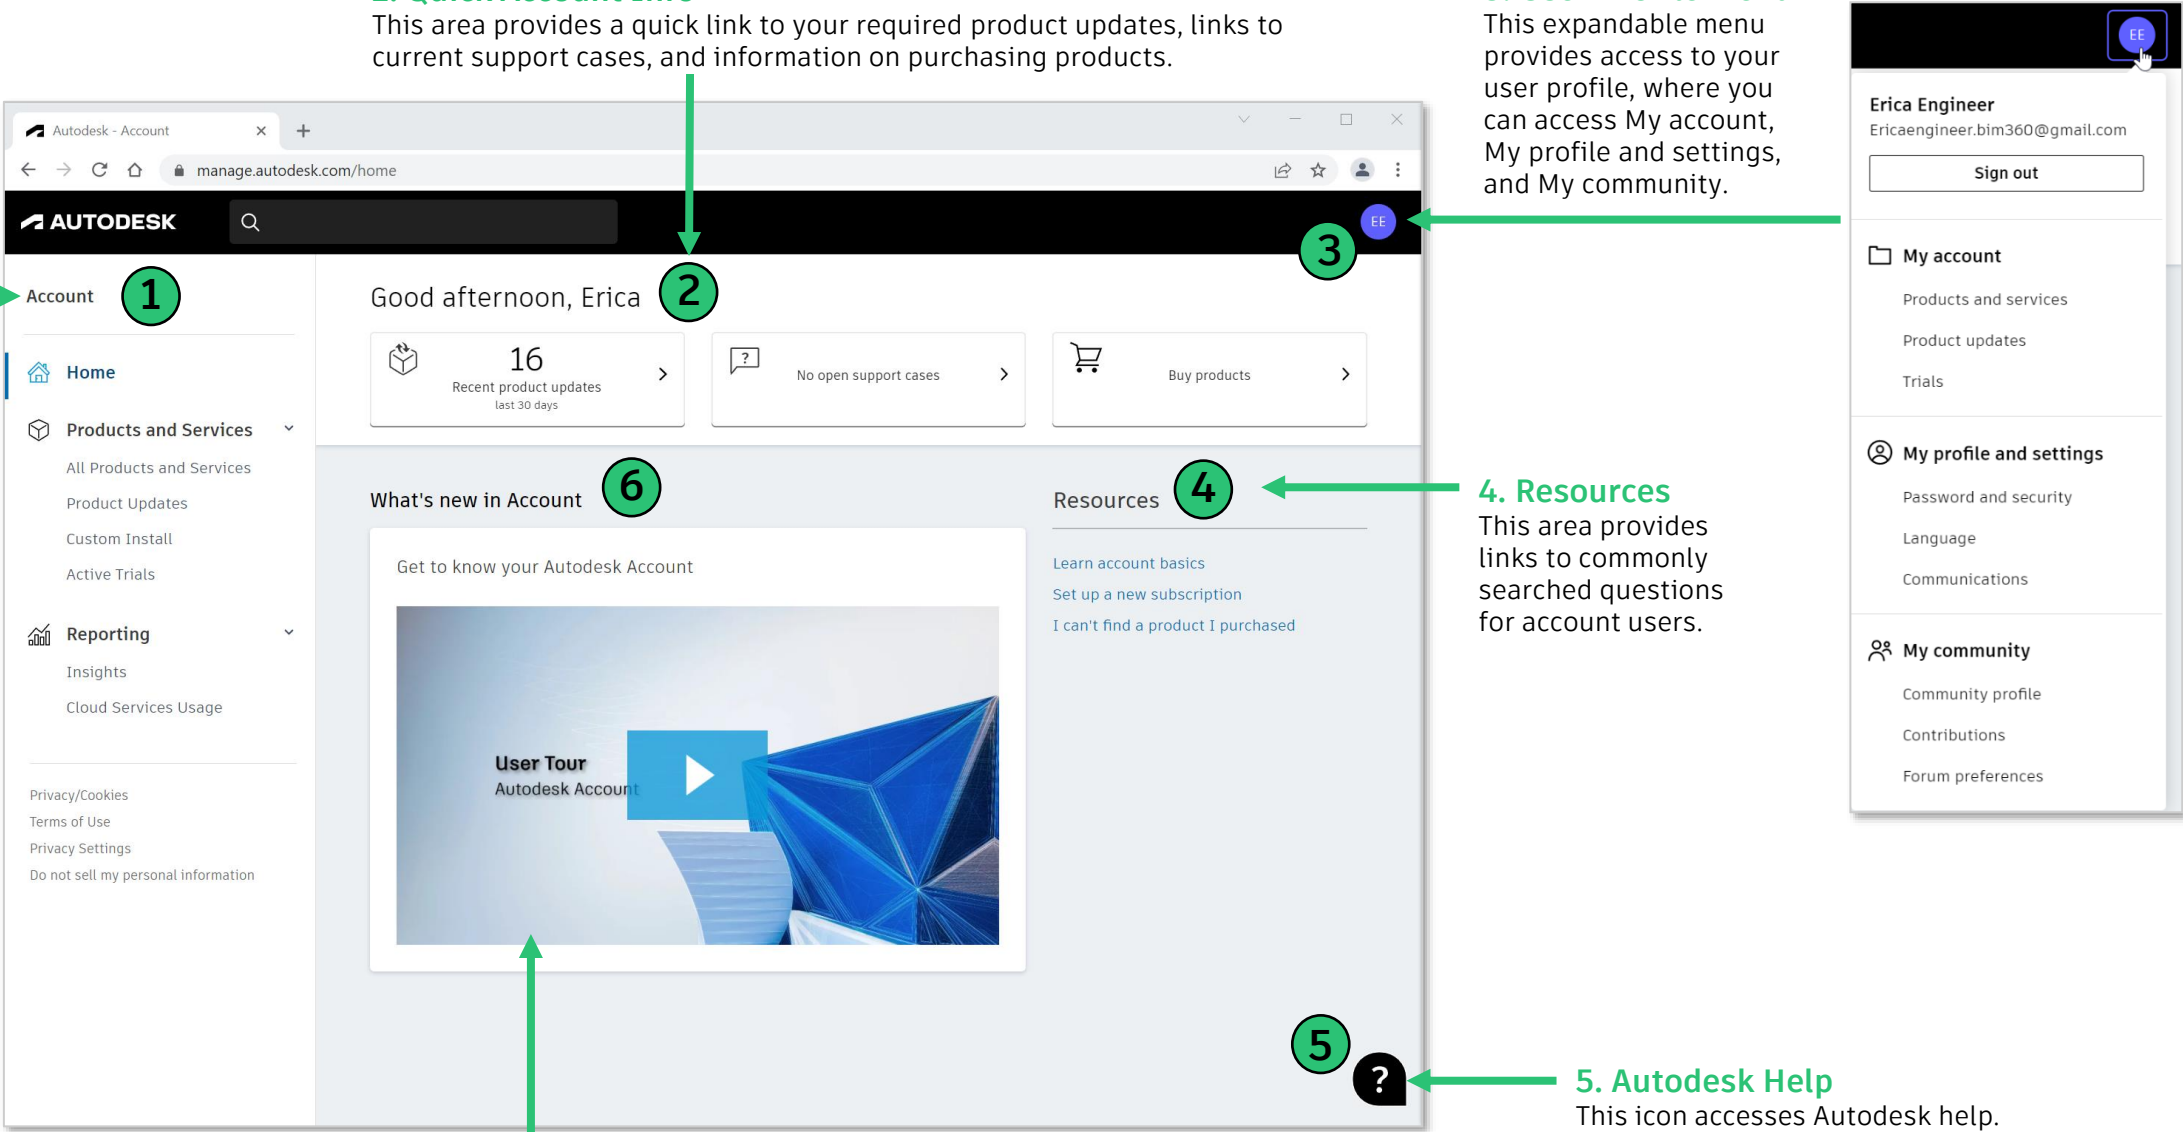 2. Quick Account Info
This area provides a quick link to your required product updates, links to
current support cases, and information on purchasing products.
This expandable menu
provides access to your
user profile, where you
can access My account,
My profile and settings,
and My community.
EE
Erica Engineer
Ericaengineer.bim360@gmail.com
Sign out
My account
Products and services
Product updates
Trials
My profile and settings
Password and security
Language
Communications
My community
Community profile
Contributions
Forum preferences
Autodesk - Account
manage.autodesk.com/home
AUTODESK
EE
3
Account
1
Home
Products and Services
All Products and Services
Product Updates
Custom Install
Active Trials
Reporting
Insights
Cloud Services Usage
Privacy/Cookies
Terms of Use
Privacy Settings
Do not sell my personal information
Good afternoon, Erica
2
16
Recent product updates
last 30 days
?
No open support cases
Buy products
What's new in Account
6
Get to know your Autodesk Account
User Tour
Autodesk Account
Resources
4
Learn account basics
Set up a new subscription
I can't find a product I purchased
4. Resources
This area provides
links to commonly
searched questions
for account users.
5
?
5. Autodesk Help
This icon accesses Autodesk help.